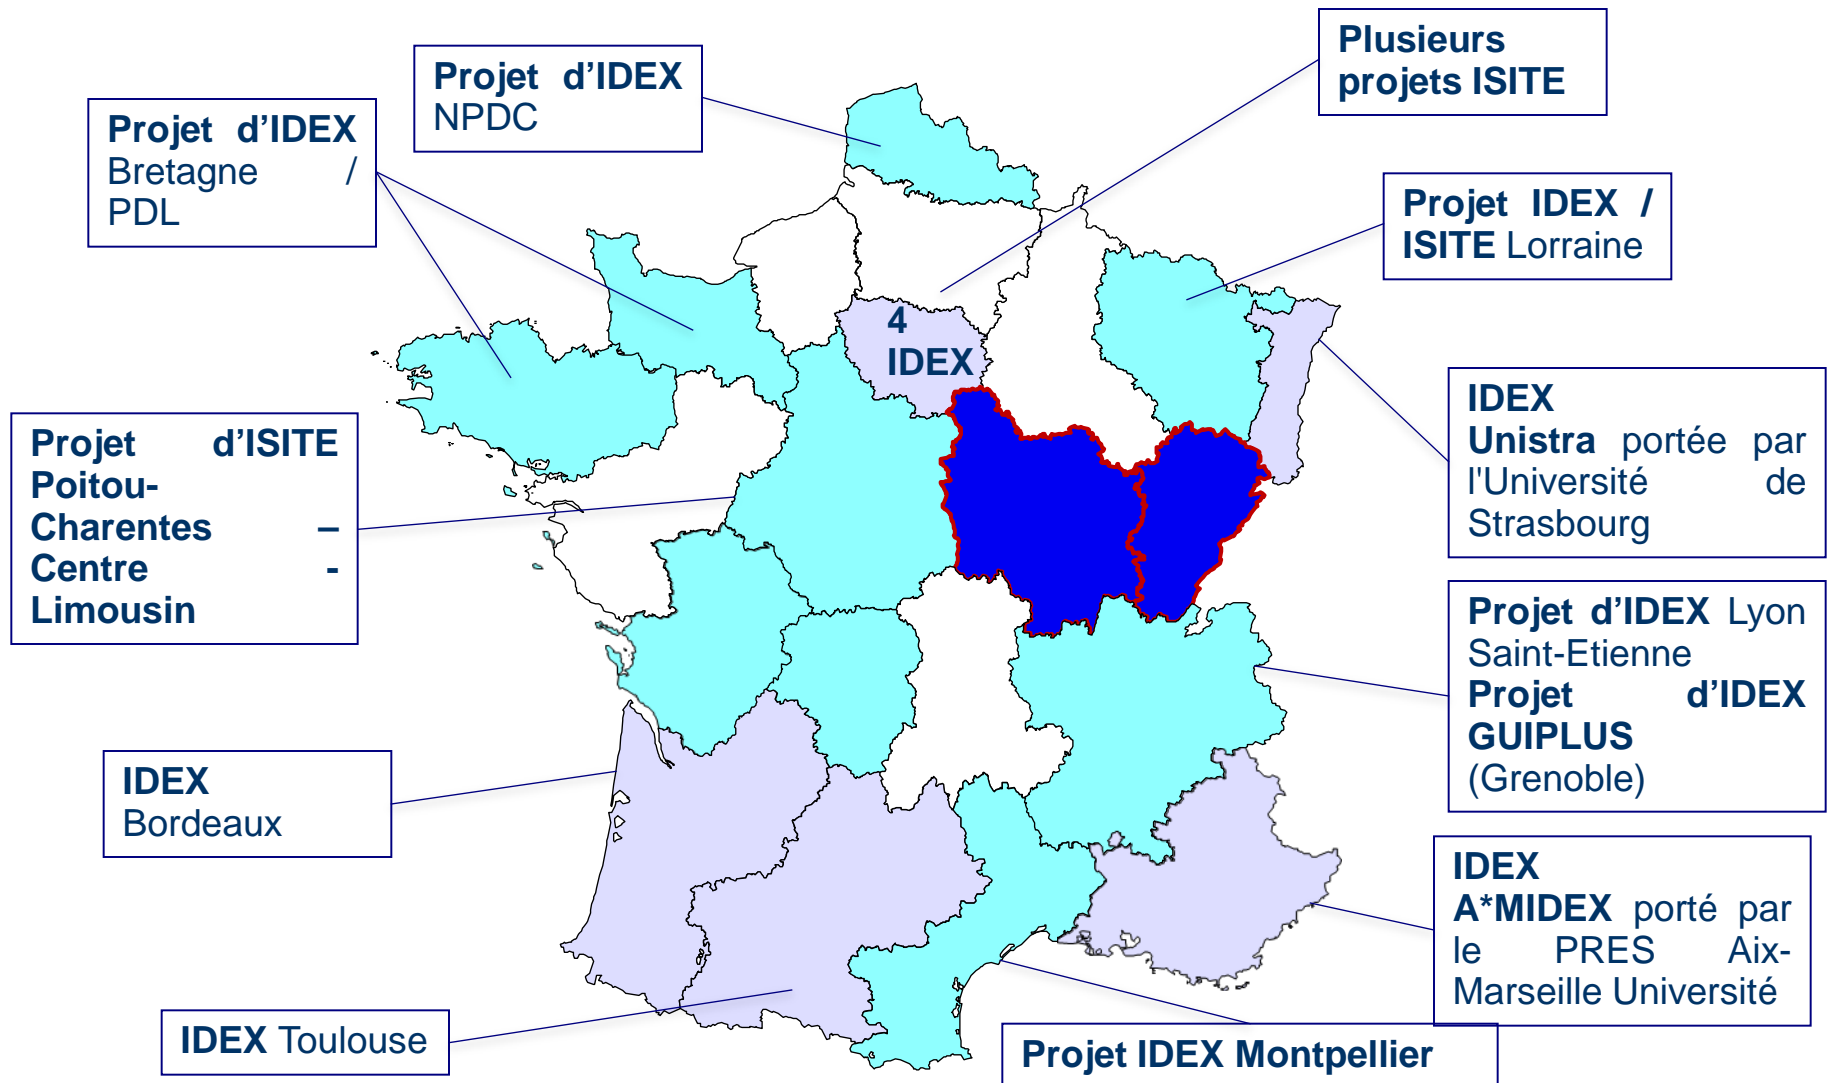 Plusieurs
projets ISITE
Projet d'IDEX
NPDC
Projet d'IDEX
Bretagne /
PDL
Projet IDEX /
ISITE Lorraine
4
IDEX
IDEX
Unistra portée par
l'Université de
Strasbourg
Projet d'ISITE
Poitou-
Charentes –
Centre -
Limousin
Projet d'IDEX Lyon
Saint-Etienne
Projet d'IDEX
GUIPLUS
(Grenoble)
IDEX
Bordeaux
IDEX
A*MIDEX porté par
le PRES Aix-
Marseille Université
IDEX Toulouse
Projet IDEX Montpellier